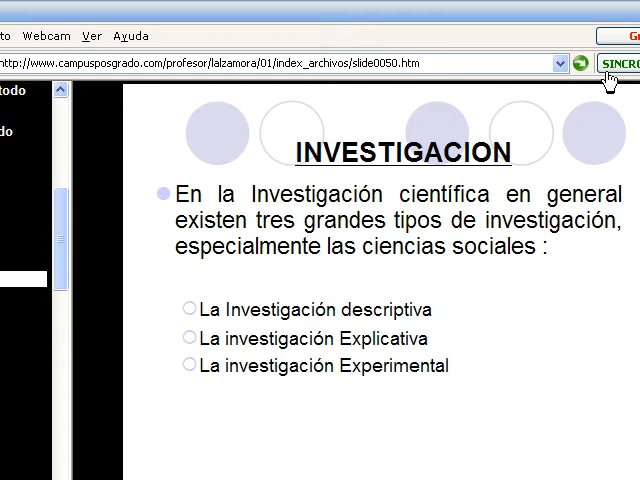 to Webcam Ver Ayuda
http://www.campusposgrado.com/profesor/lalzamora/01/index_archivos/slide0050.htm
SINCRO
todo
do
INVESTIGACION
En la Investigación científica en general
existen tres grandes tipos de investigación,
especialmente las ciencias sociales :
La Investigación descriptiva
La investigación Explicativa
La investigación Experimental